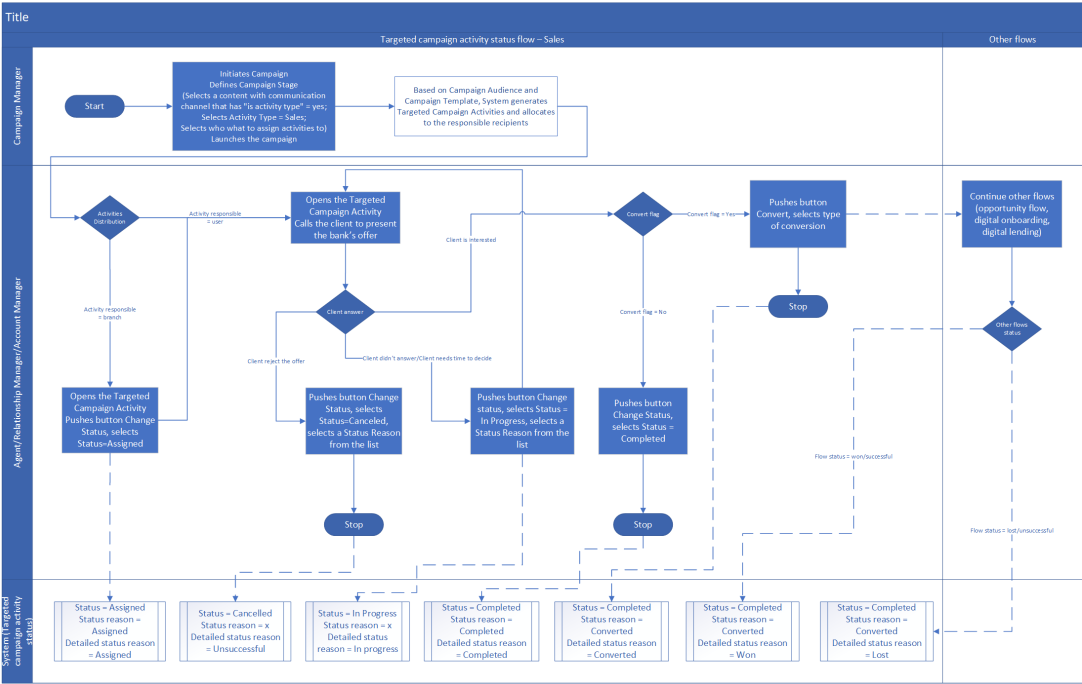 Title
Targeted campaign activity status flow – Sales
Other flows
Campaign Manager
Start
Initiates Campaign
Defines Campaign Stage
(Selects a content with communication
channel that has "is activity type" = yes;
Selects Activity Type = Sales;
Selects who what to assign activities to)
Launches the campaign
Based on Campaign Audience and
Campaign Template, System generates
Targeted Campaign Activities and allocates
to the responsible recipients
Agent/Relationship Manager/Account Manager
Activities
Distribution
Activity responsible
= user
Activity responsible
= branch
Opens the Targeted
Campaign Activity
Pushes button Change
Status, selects
Status=Assigned
Opens the Targeted
Campaign Activity
Calls the client to present
the bank's offer
Client answer
Client is interested
Client reject the offer
Client didn't answer/Client needs time to decide
Pushes button Change
Status, selects
Status=Canceled,
selects a Status Reason
from the list
Stop
Pushes button Change
status, selects Status =
In Progress, selects a
Status Reason from the
list
Convert flag
Convert flag = Yes
Convert flag = No
Pushes button
Change Status,
selects Status =
Completed
Stop
Pushes button
Convert, selects type
of conversion
Stop
Continue other flows
(opportunity flow,
digital onboarding,
digital lending)
Other flows
status
Flow status = won/successful
Flow status = lost/unsuccessful
System (Targeted
campaign activity
status)
Status = Assigned
Status reason =
Assigned
Detailed status reason
= Assigned
Status = Cancelled
Status reason = x
Detailed status reason
= Unsuccessful
Status = In Progress
Status reason = x
Detailed status
reason = In progress
Status = Completed
Status reason =
Completed
Detailed status reason
= Completed
Status = Completed
Status reason =
Converted
Detailed status reason
= Converted
Status = Completed
Status reason =
Converted
Detailed status reason
= Won
Status = Completed
Status reason =
Converted
Detailed status reason
= Lost